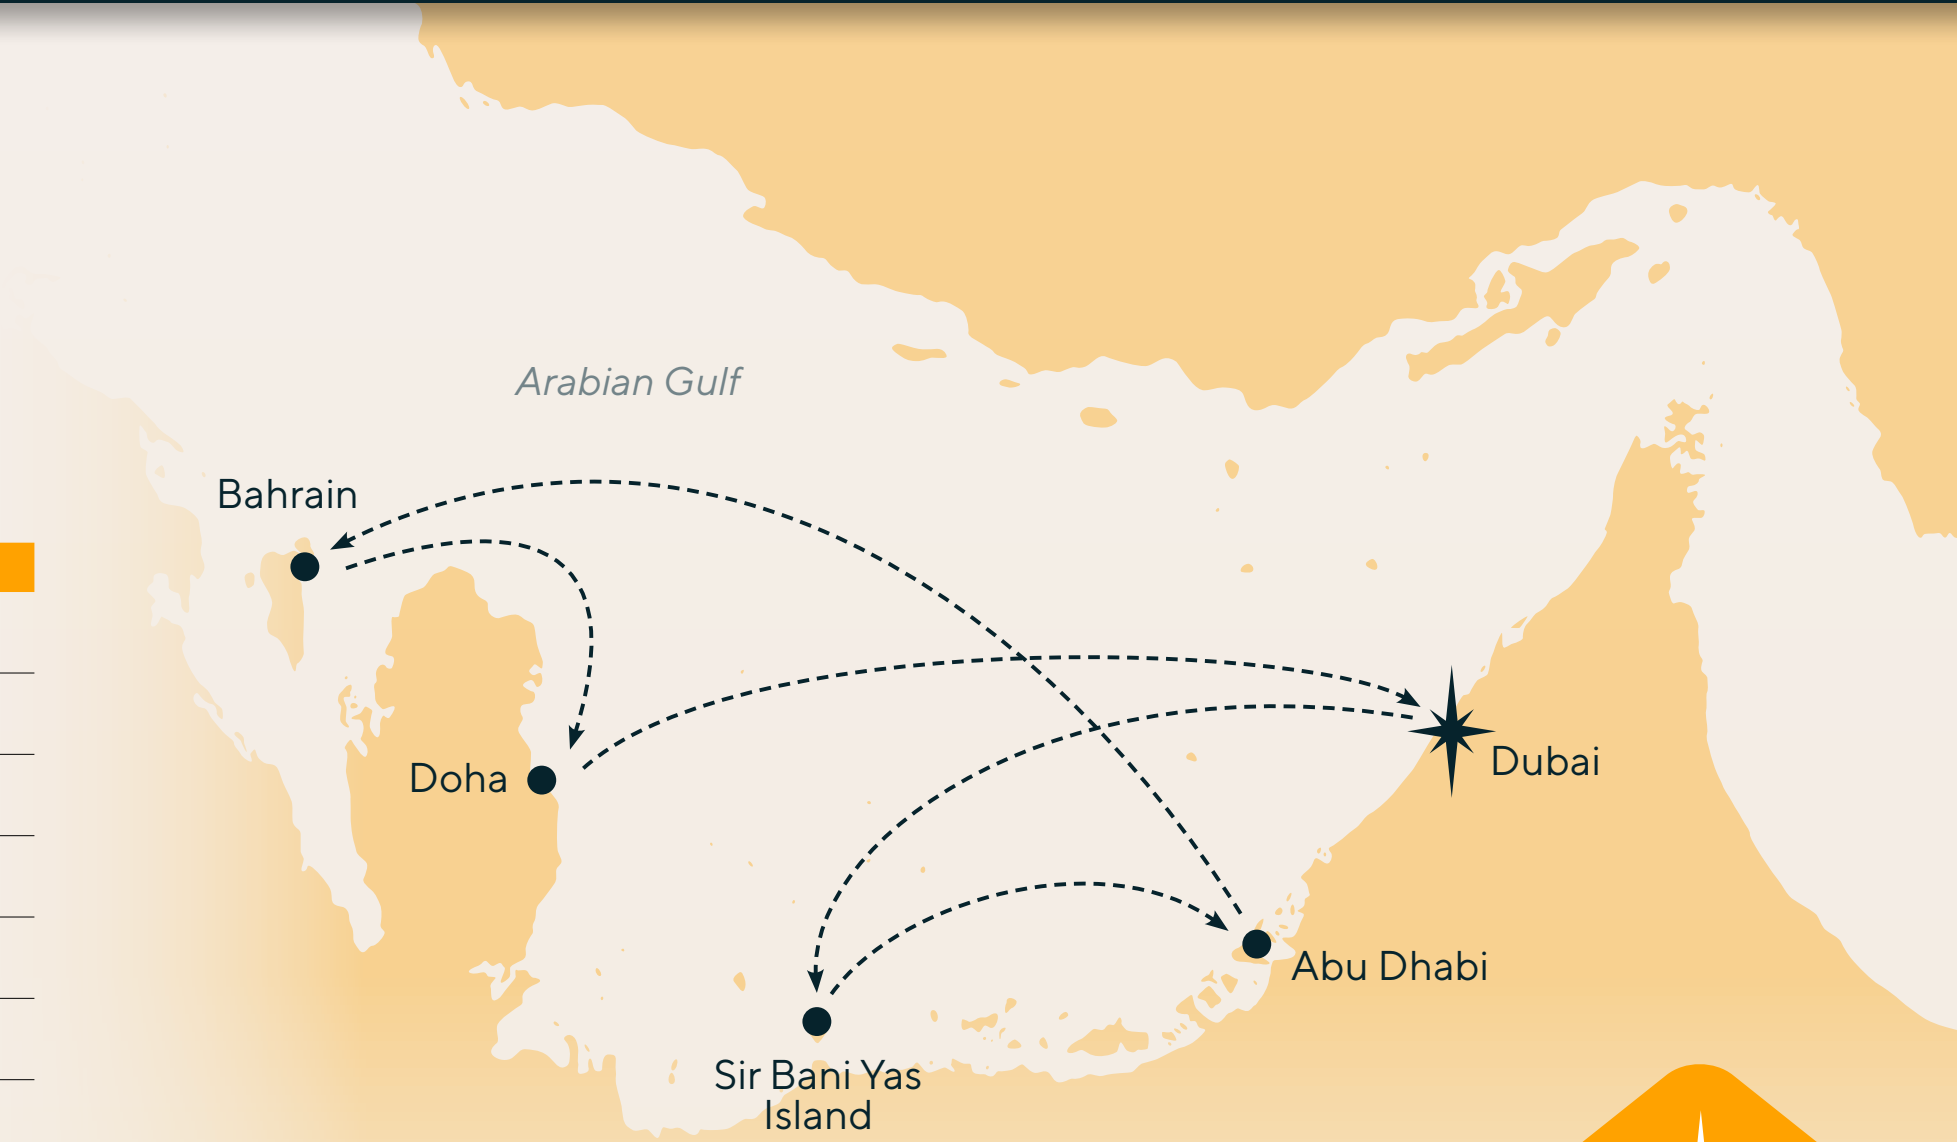 Arabian Gulf
Bahrain
Doha
Dubai
Abu Dhabi
Sir Bani Yas
Island